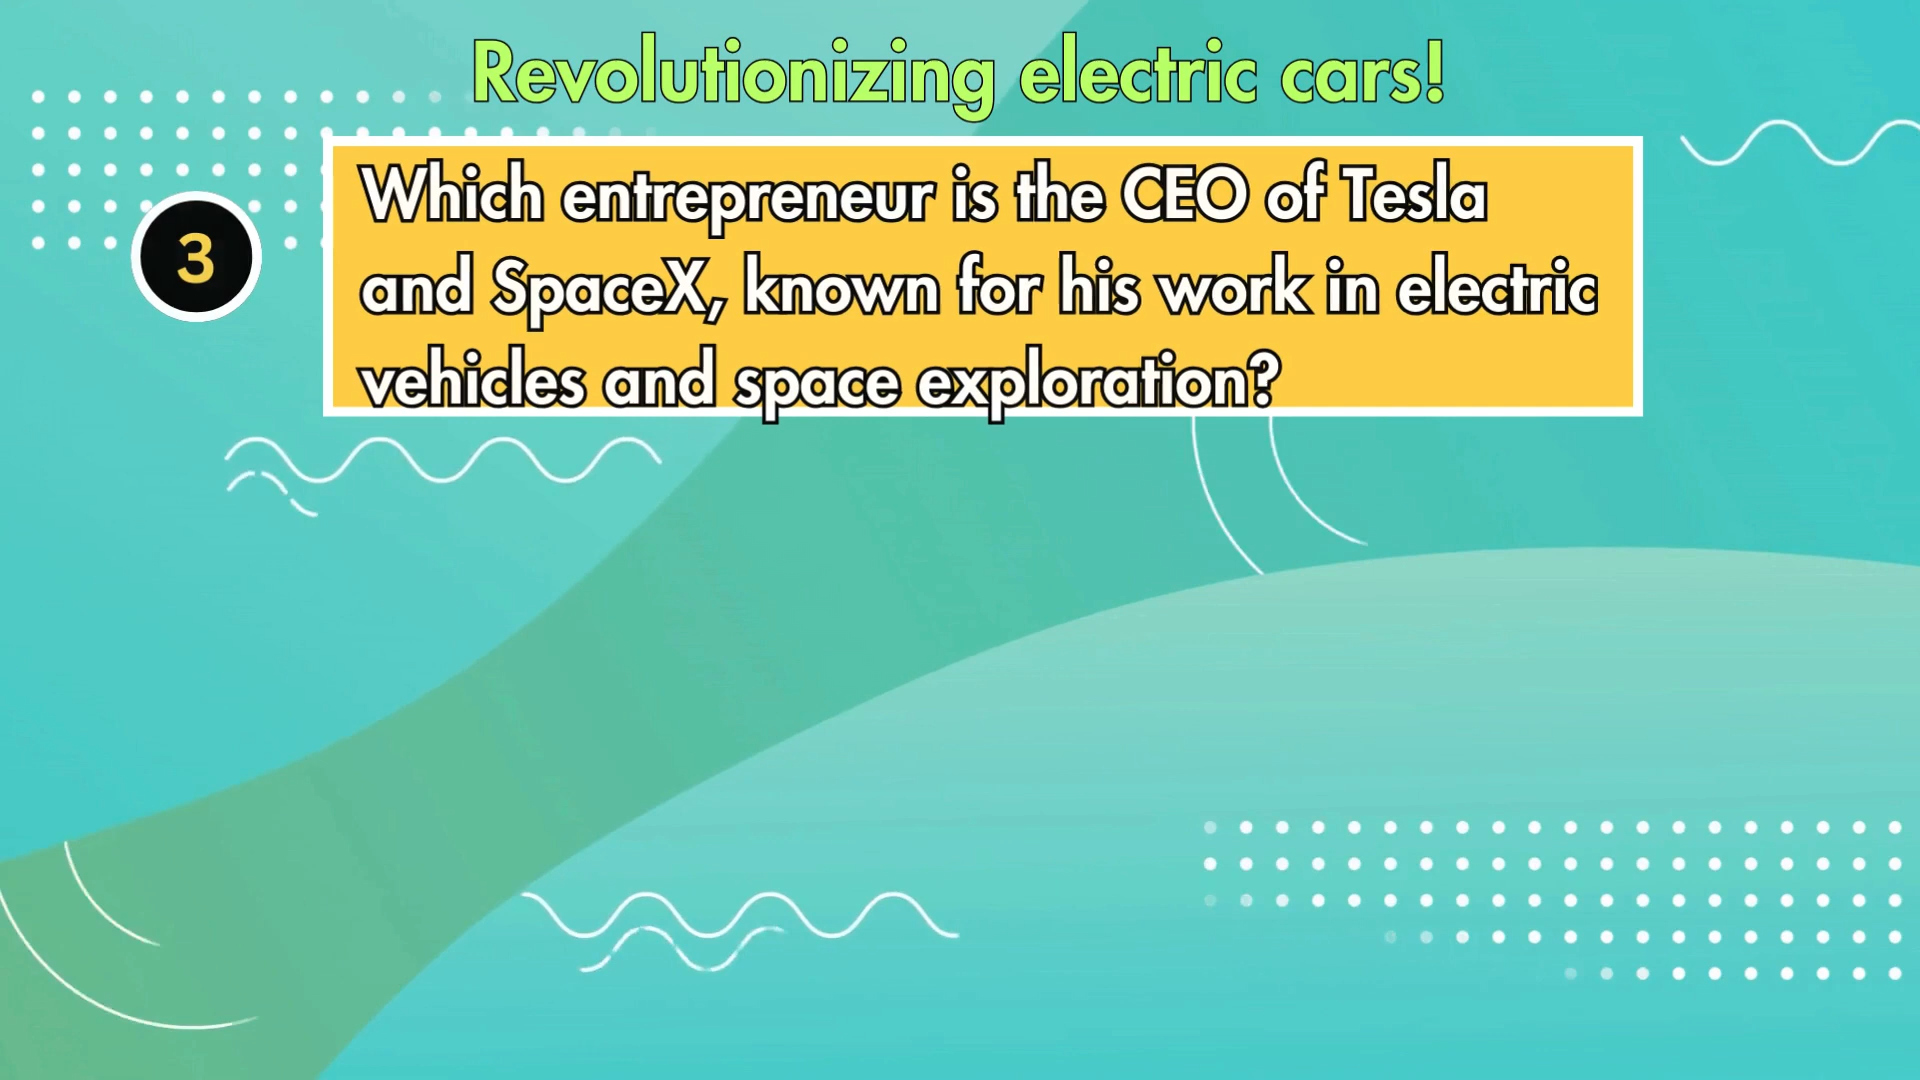 Revolutionizing electric cars!
3
Which entrepreneur is the CEO of Tesla
and SpaceX, known for his work in electric
vehicles and space exploration?